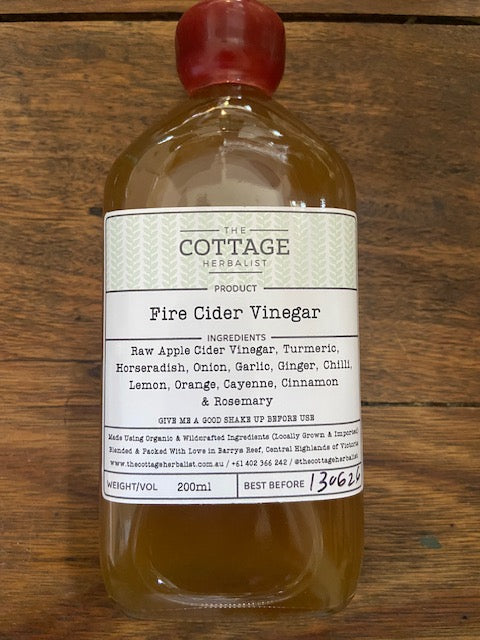 THE
COTTAGE
HERBALIST
PRODUCT
Fire Cider Vinegar
INGREDIENTS
Raw Apple Cider Vinegar, Turmeric,
Horseradish, Onion, Garlic, Ginger, Chilli,
Lemon, Orange, Cayenne, Cinnamon
& Rosemary
GIVE ME A GOOD SHAKE UP BEFORE USE
Made Using Organic & Wildcrafted Ingredients (Locally Grown & Imported)
Blended & Packed With Love in Barrys Reef, Central Highlands of Victoria
www.thecottageherbalist.com.au / +61 402 366 242 / @thecottageherbalist
WEIGHT/VOL 200ml BEST BEFORE